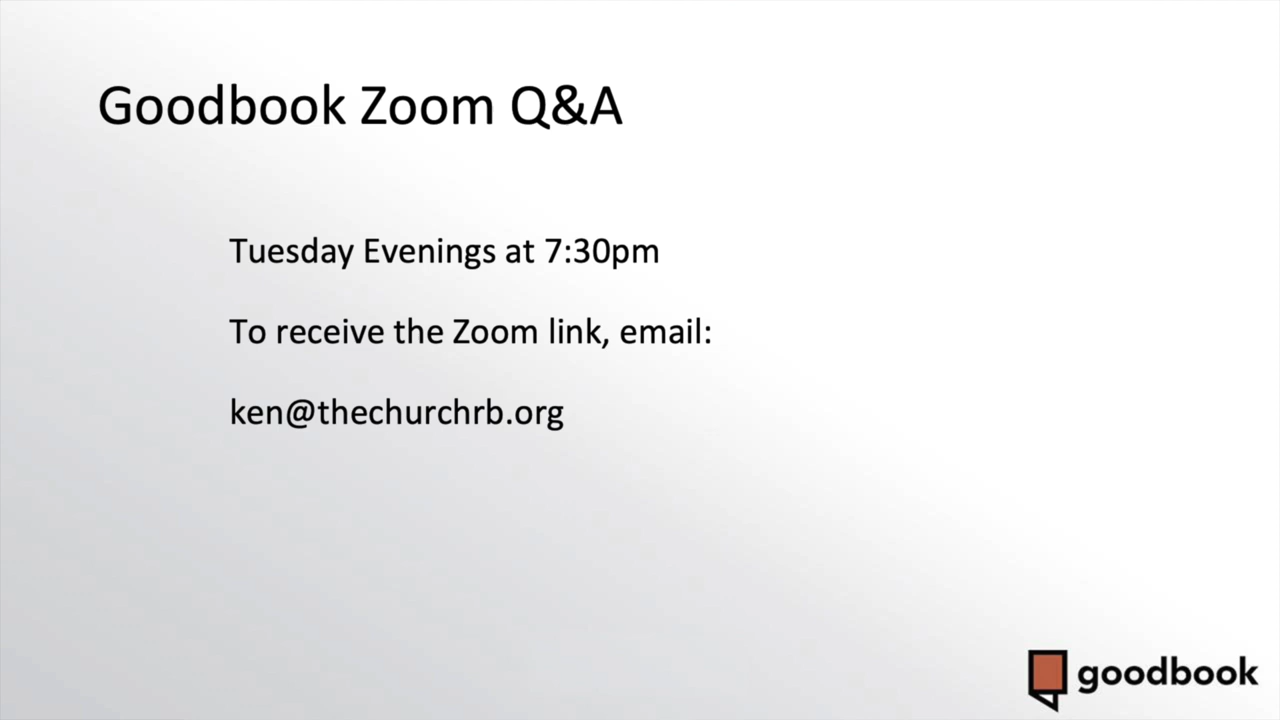 Goodbook Zoom Q&A
Tuesday Evenings at 7:30pm
To receive the Zoom link, email:
ken@thechurchrb.org
goodbook